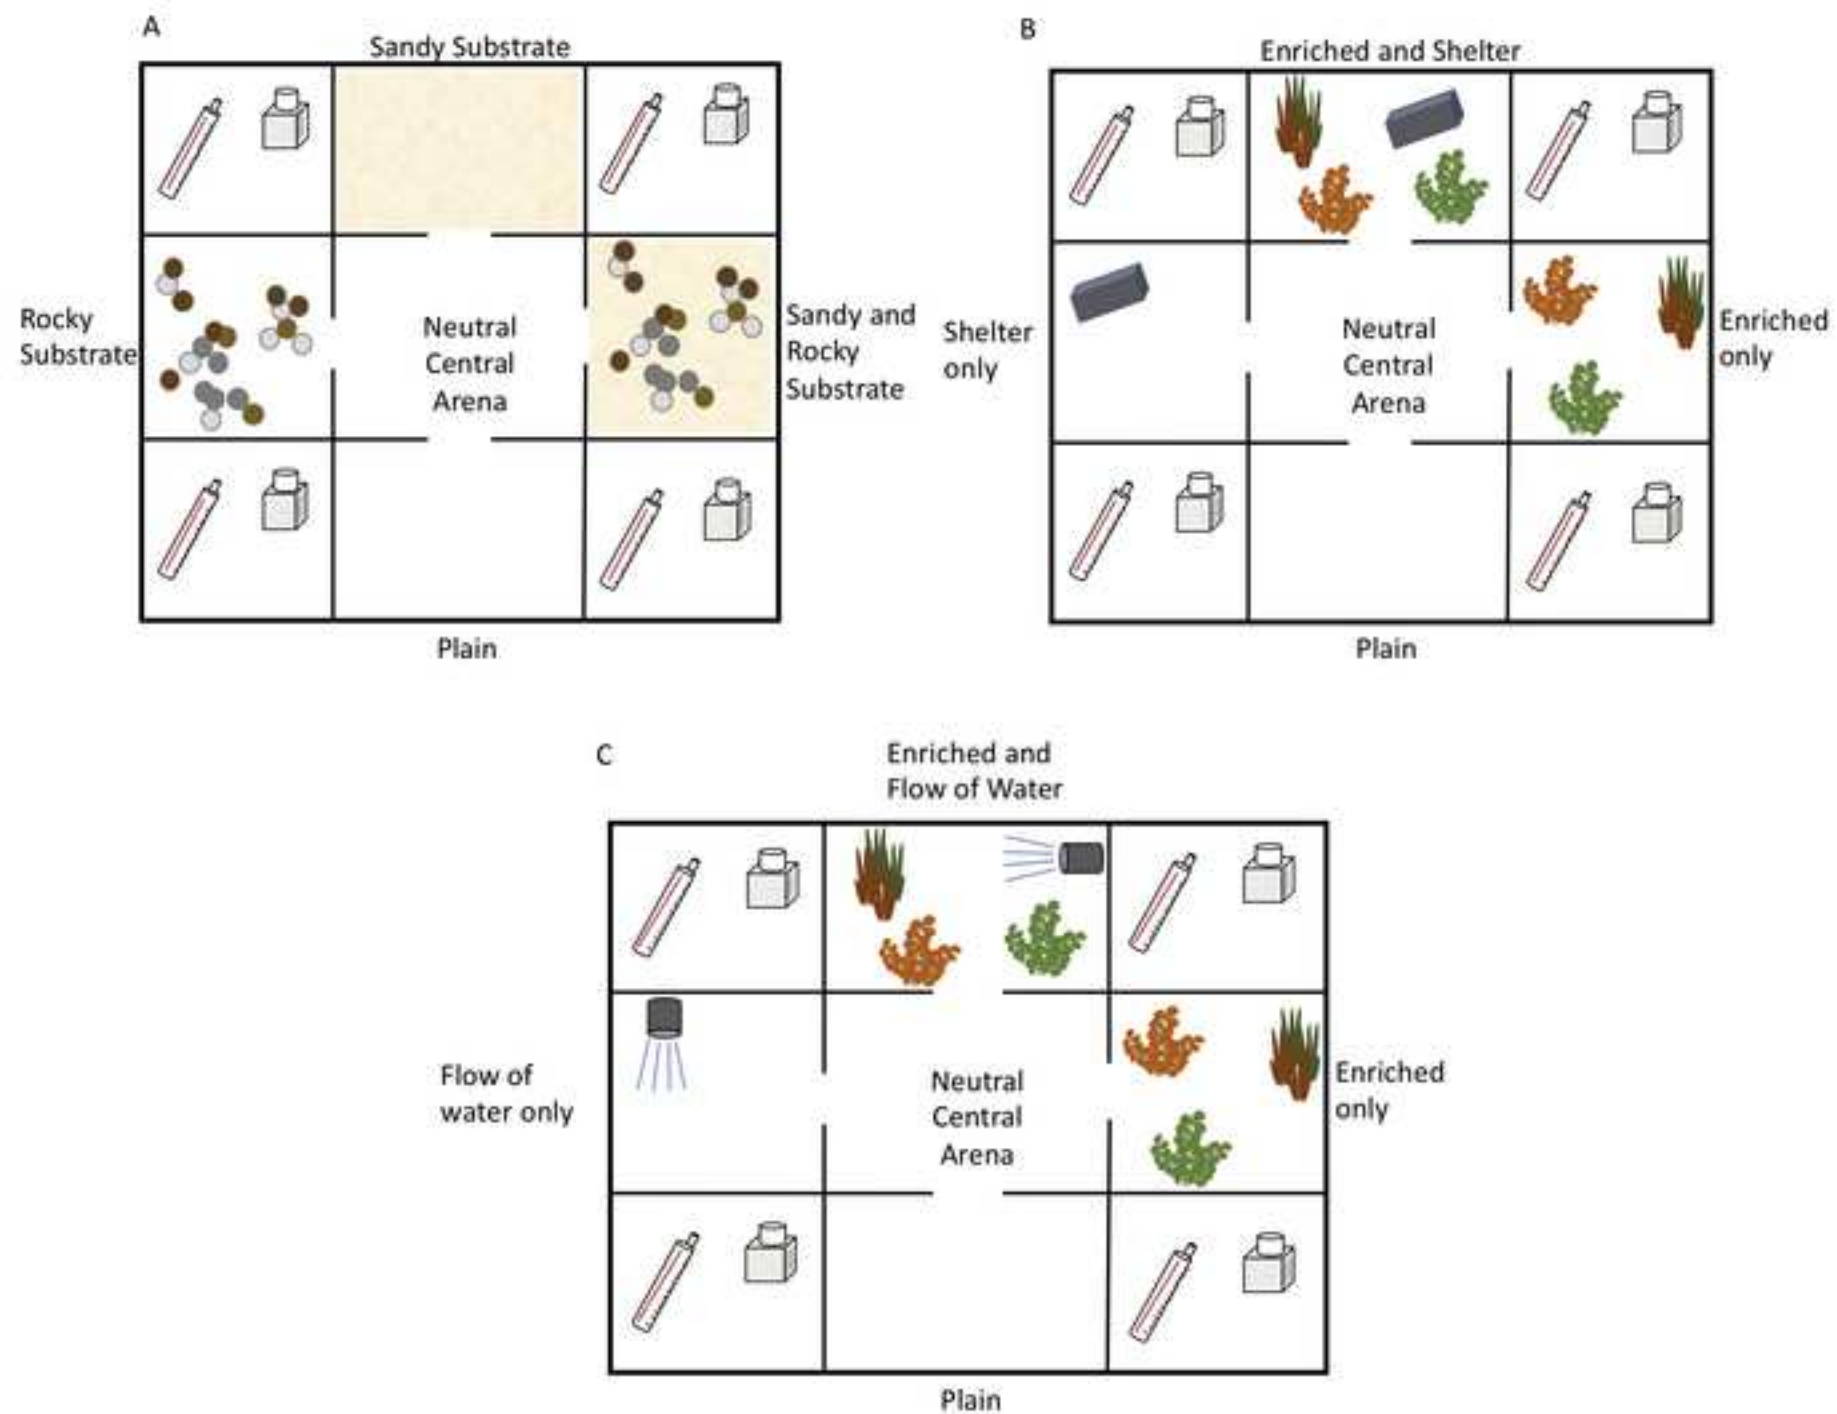 A
Sandy Substrate
Rocky
Substrate
Neutral
Central
Arena
Sandy and
Rocky
Substrate
Plain
B
Enriched and Shelter
Shelter
only
Neutral
Central
Arena
Enriched
only
Plain
C
Enriched and
Flow of Water
Flow of
water only
Neutral
Central
Arena
Enriched
only
Plain